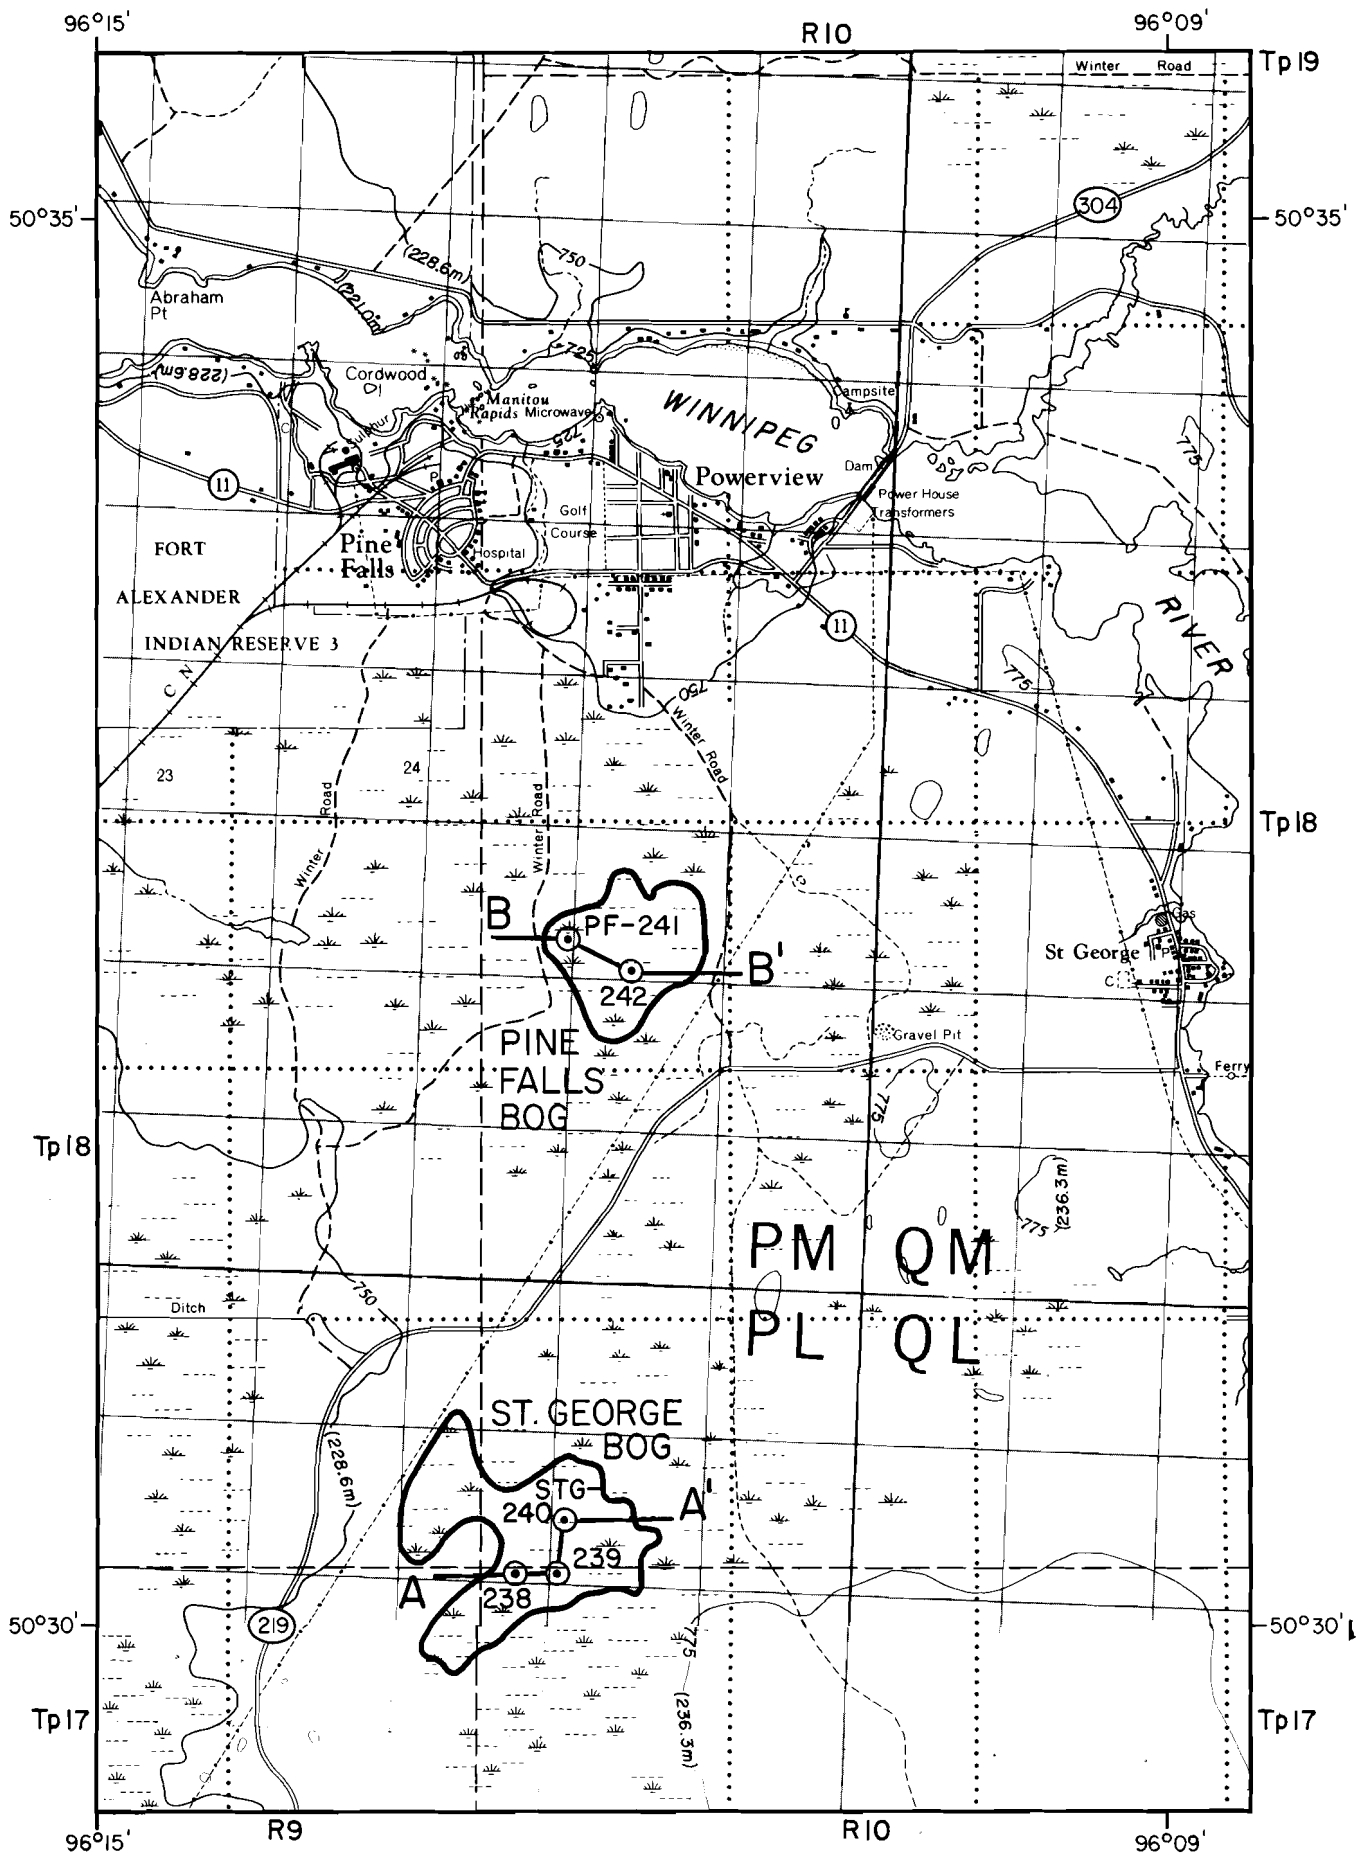 96°15'
R10
96°09'
Tp19
Winter Road
50°35'
304
50°35'
(228.6m)
750
Abraham
Pt
(221.0m)
725
(228.6m)
Cordwood
Manitou
Rapids Microwave
WINNIPEG
Campsite
775
Sulphur
725
C
P
Dam
Powerview
11
Power House
Transformers
Golf
Course
FORT
Pine
Falls
Hospital
ALEXANDER
11
RIVER
INDIAN RESERVE 3
C N
775
750
Winter Road
23
24
Winter Road
Winter Road
Tp18
B
PF-241
Gas
St George
P
B'
C
242
Gravel Pit
PINE
FALLS
BOG
Ferry
775
Tp18
(236.3m)
775
PM QM
750
Ditch
PL QL
ST. GEORGE
BOG
(228.6m)
STG
240
A'
239
A
238
50°30'
219
50°30'
775
(236.3m)
Tp17
Tp17
96°15'
R9
R10
96°09'